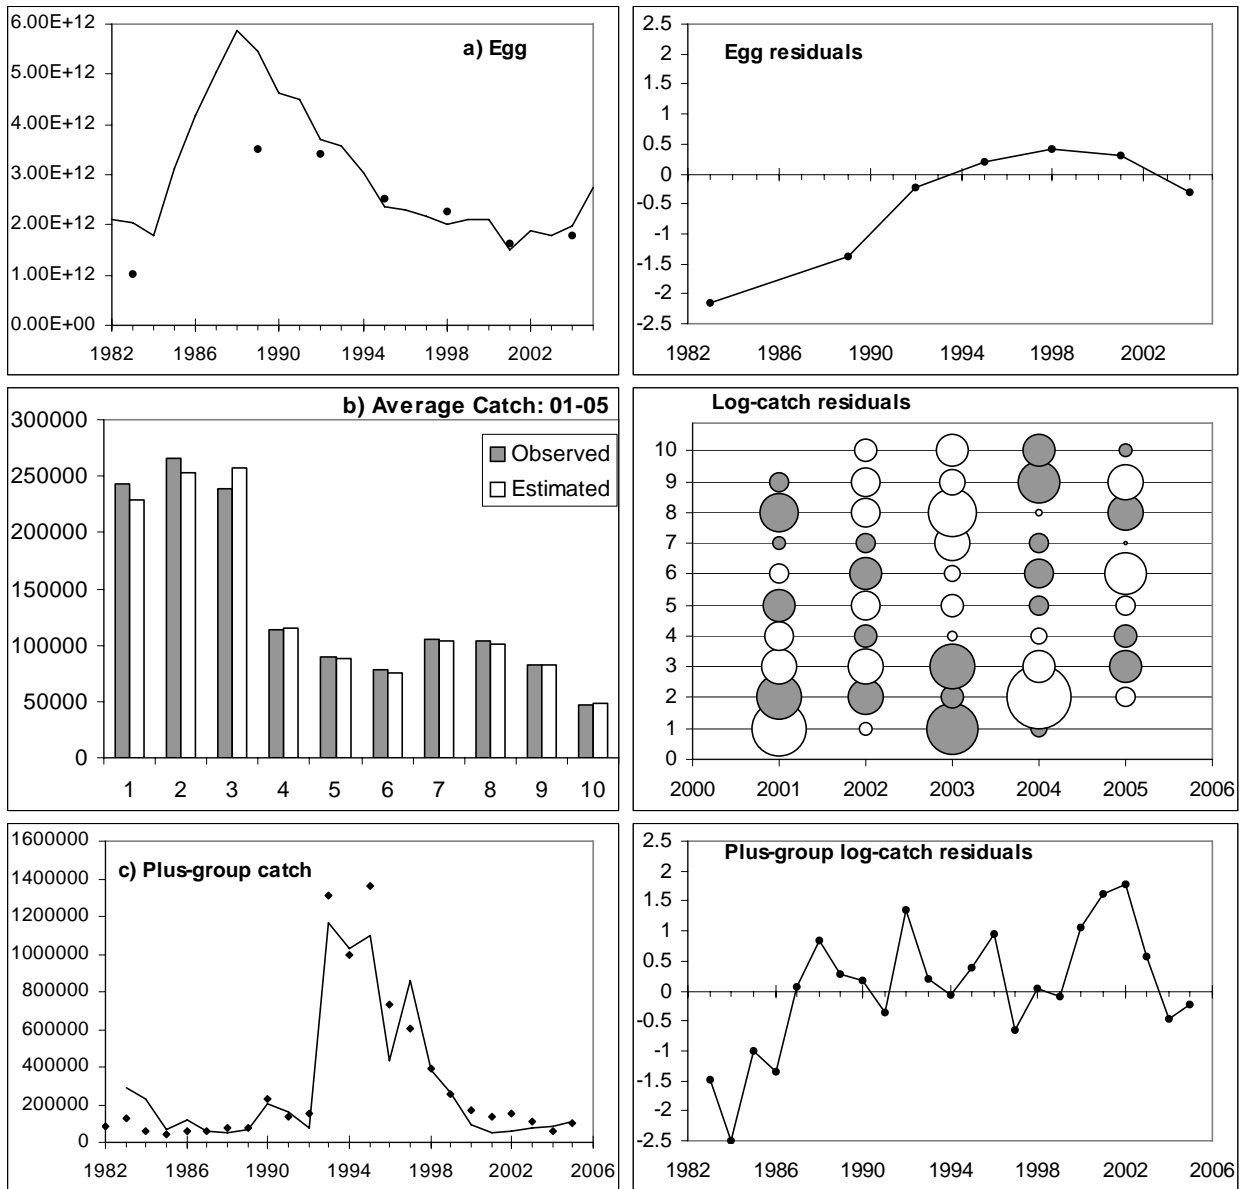 a) Egg
6.00E+12
5.00E+12
4.00E+12
3.00E+12
2.00E+12
1.00E+12
0.00E+00
1982 1986 1990 1994 1998 2002
Egg residuals
2.5
2
1.5
1
0.5
0
-0.5
-1
-1.5
-2
-2.5
1982 1986 1990 1994 1998 2002
b) Average Catch: 01-05
Observed
Estimated
300000
250000
200000
150000
100000
50000
0
1 2 3 4 5 6 7 8 9 10
Log-catch residuals
10
9
8
7
6
5
4
3
2
1
0
2000 2001 2002 2003 2004 2005 2006
c) Plus-group catch
1600000
1400000
1200000
1000000
800000
600000
400000
200000
0
1982 1986 1990 1994 1998 2002 2006
Plus-group log-catch residuals
2.5
2
1.5
1
0.5
0
-0.5
-1
-1.5
-2
-2.5
1982 1986 1990 1994 1998 2002 2006